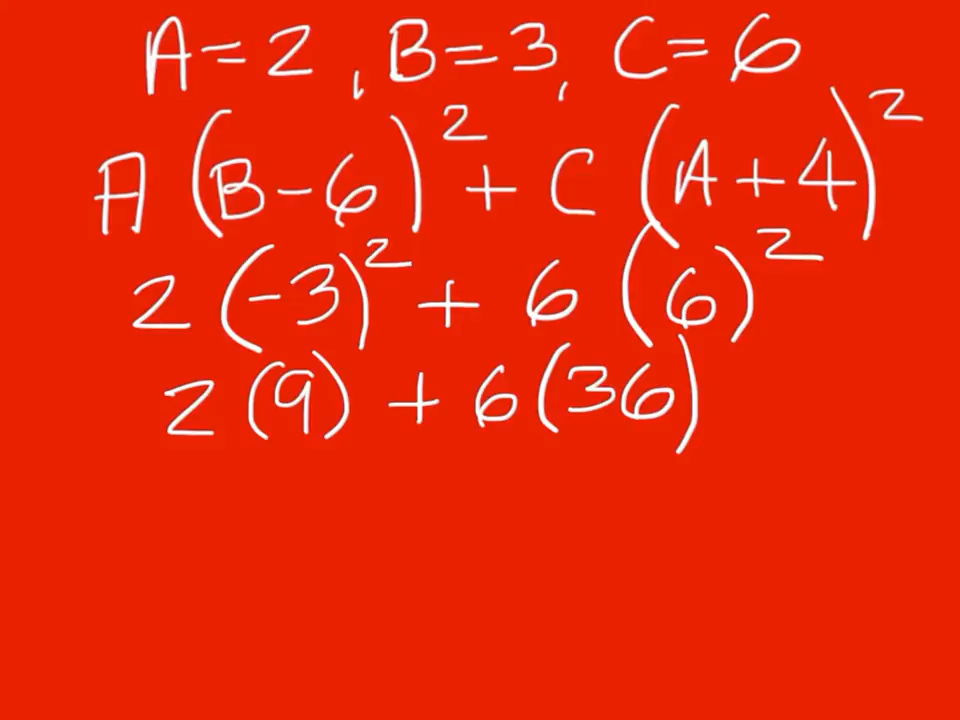 A=2, B=3, C=6
A(B-6)² + C(A+4)²
2(-3)² + 6(6)²
2(9) + 6(36)